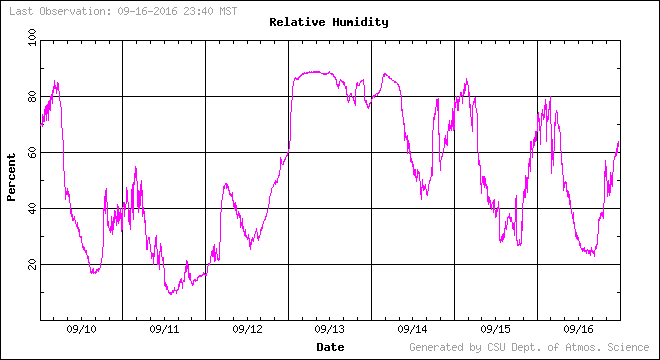 Last Observation: 09-16-2016 23:40 MST
Relative Humidity
100
80
60
40
20
Percent
09/10 09/11 09/12 09/13 09/14 09/15 09/16
Date
Generated by CSU Dept. of Atmos. Science